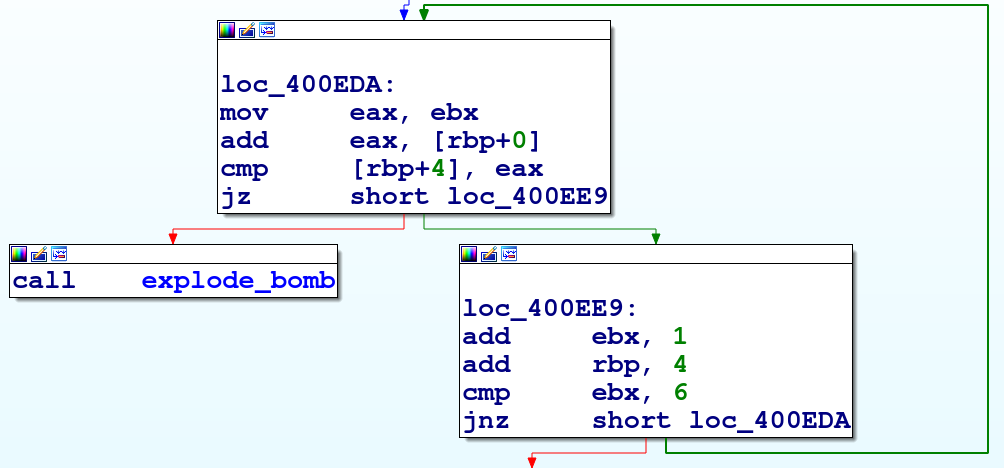 loc_400EDA:
mov eax, ebx
add eax, [rbp+0]
cmp [rbp+4], eax
jz short loc_400EE9
call explode_bomb
loc_400EE9:
add ebx, 1
add rbp, 4
cmp ebx, 6
jnz short loc_400EDA